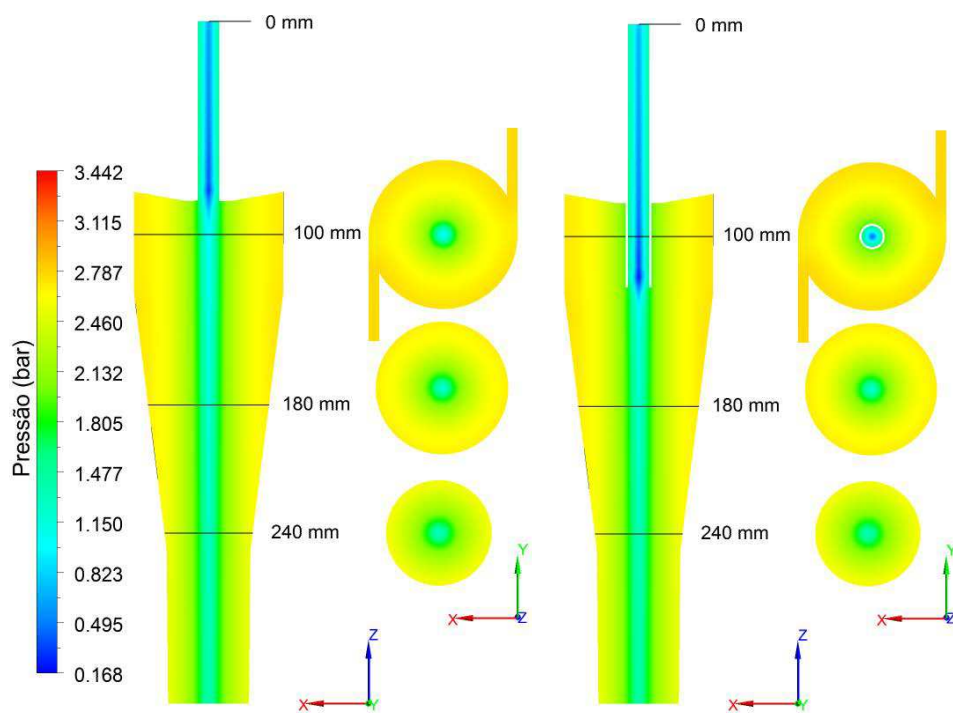 0 mm
0 mm
Pressão (bar)
3.442
3.115
2.787
2.460
2.132
1.805
1.477
1.150
0.823
0.495
0.168
100 mm
180 mm
240 mm
Y
X
Z
Z
X
Y
100 mm
180 mm
240 mm
Y
X
Z
Z
X
Y